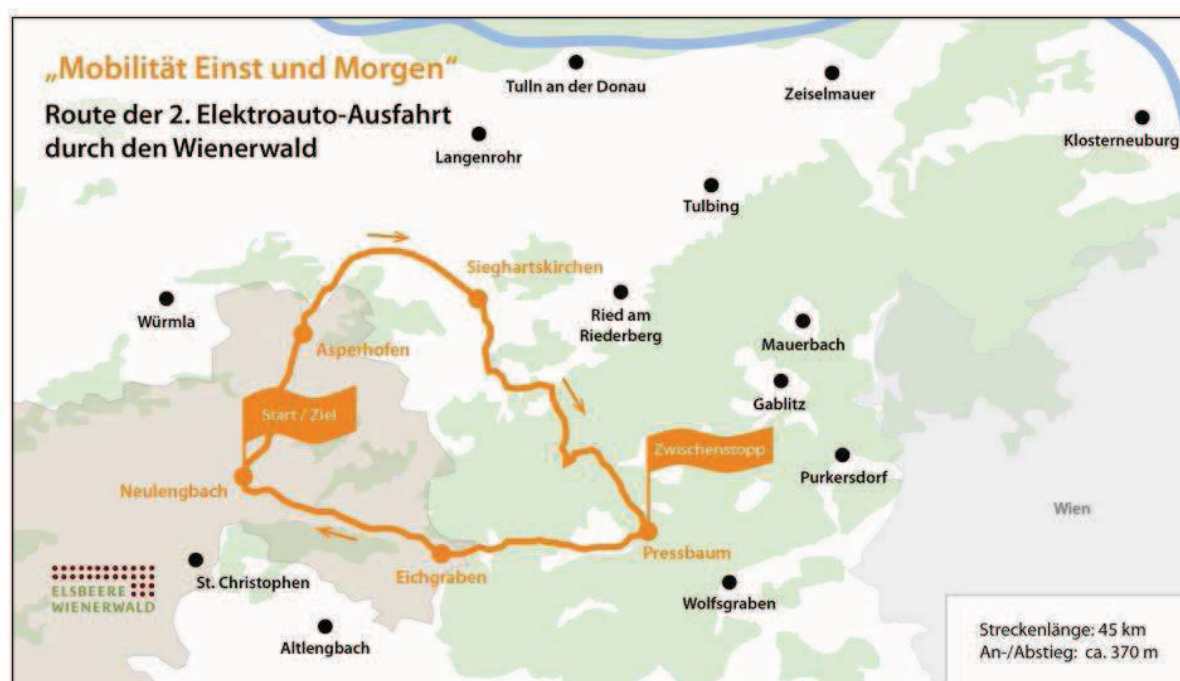 „Mobilität Einst und Morgen“
Route der 2. Elektroauto-Ausfahrt
durch den Wienerwald
Tulln an der Donau
Zeiselmauer
Klosterneuburg
Langenrohr
Tulbing
Sieghartskirchen
Würmla
Ried am
Riederberg
Mauerbach
Asperhofen
Gablitz
Start / Ziel
Zwischenstopp
Purkersdorf
Neulengbach
Wien
Pressbaum
Eichgraben
St. Christophen
Wolfsgraben
ELSBEERE
WIENERWALD
Altlengbach
Streckenlänge: 45 km
An-/Abstieg: ca. 370 m